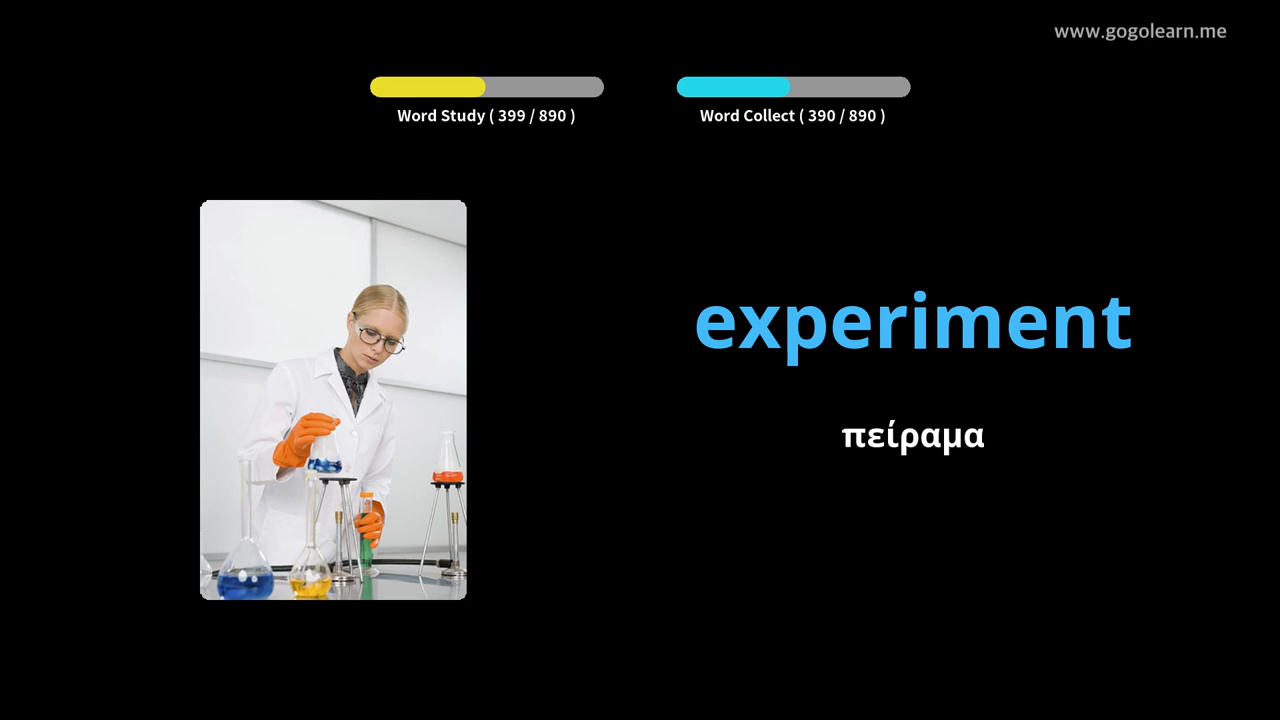 www.gogolearn.me
Word Study ( 399 / 890 )
Word Collect ( 390 / 890 )
experiment
πείραμα